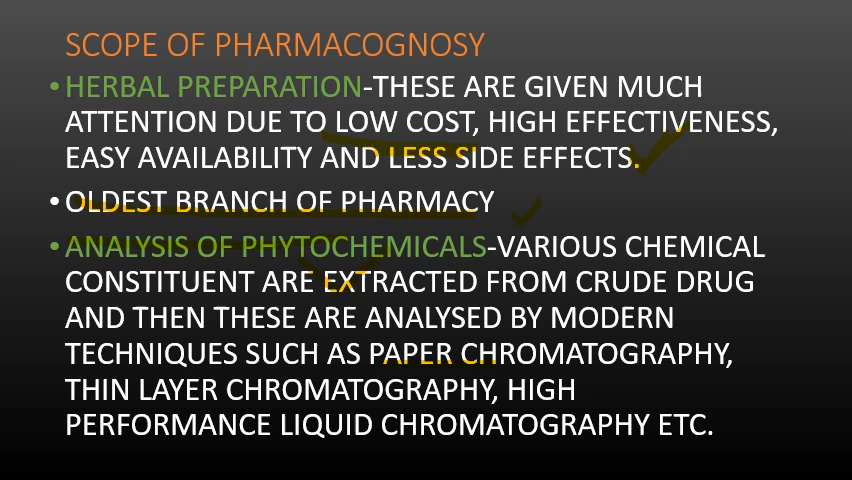 SCOPE OF PHARMACOGNOSY
• HERBAL PREPARATION-THESE ARE GIVEN MUCH
ATTENTION DUE TO LOW COST, HIGH EFFECTIVENESS,
EASY AVAILABILITY AND LESS SIDE EFFECTS.
• OLDEST BRANCH OF PHARMACY
• ANALYSIS OF PHYTOCHEMICALS-VARIOUS CHEMICAL
CONSTITUENT ARE EXTRACTED FROM CRUDE DRUG
AND THEN THESE ARE ANALYSED BY MODERN
TECHNIQUES SUCH AS PAPER CHROMATOGRAPHY,
THIN LAYER CHROMATOGRAPHY, HIGH
PERFORMANCE LIQUID CHROMATOGRAPHY ETC.